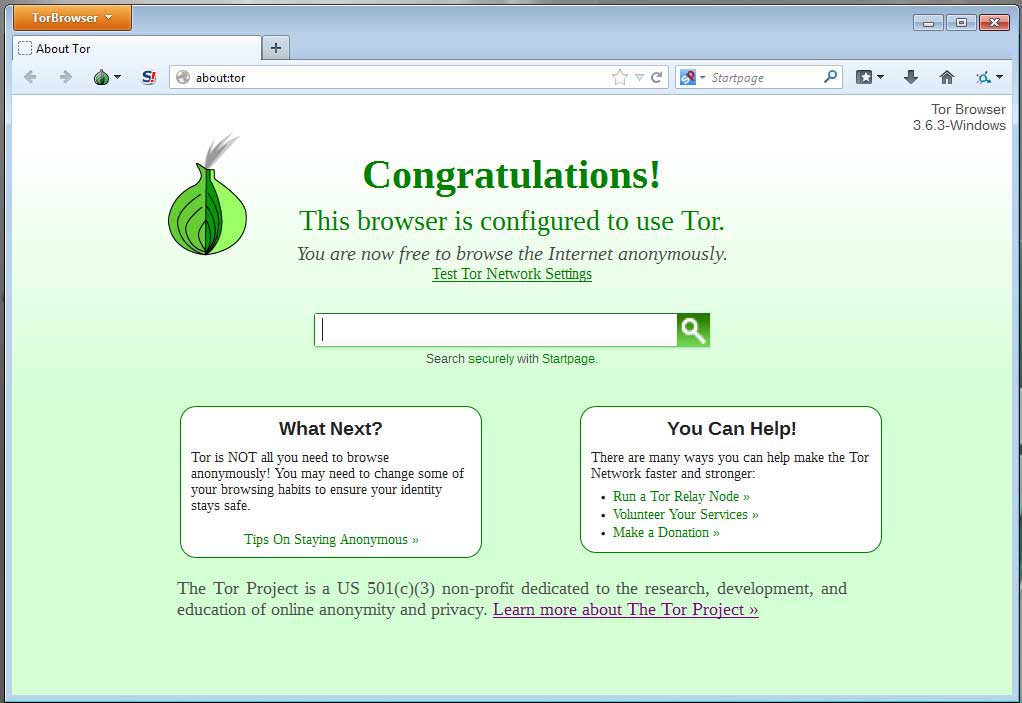 TorBrowser
About Tor
about:tor
Startpage
Tor Browser
3.6.3-Windows
Congratulations!
This browser is configured to use Tor.
You are now free to browse the Internet anonymously.
Test Tor Network Settings
Search securely with Startpage.
What Next?
Tor is NOT all you need to browse
anonymously! You may need to change some of
your browsing habits to ensure your identity
stays safe.
Tips On Staying Anonymous »
You Can Help!
There are many ways you can help make the Tor
Network faster and stronger:
• Run a Tor Relay Node »
• Volunteer Your Services »
• Make a Donation »
The Tor Project is a US 501(c)(3) non-profit dedicated to the research, development, and
education of online anonymity and privacy. Learn more about The Tor Project »